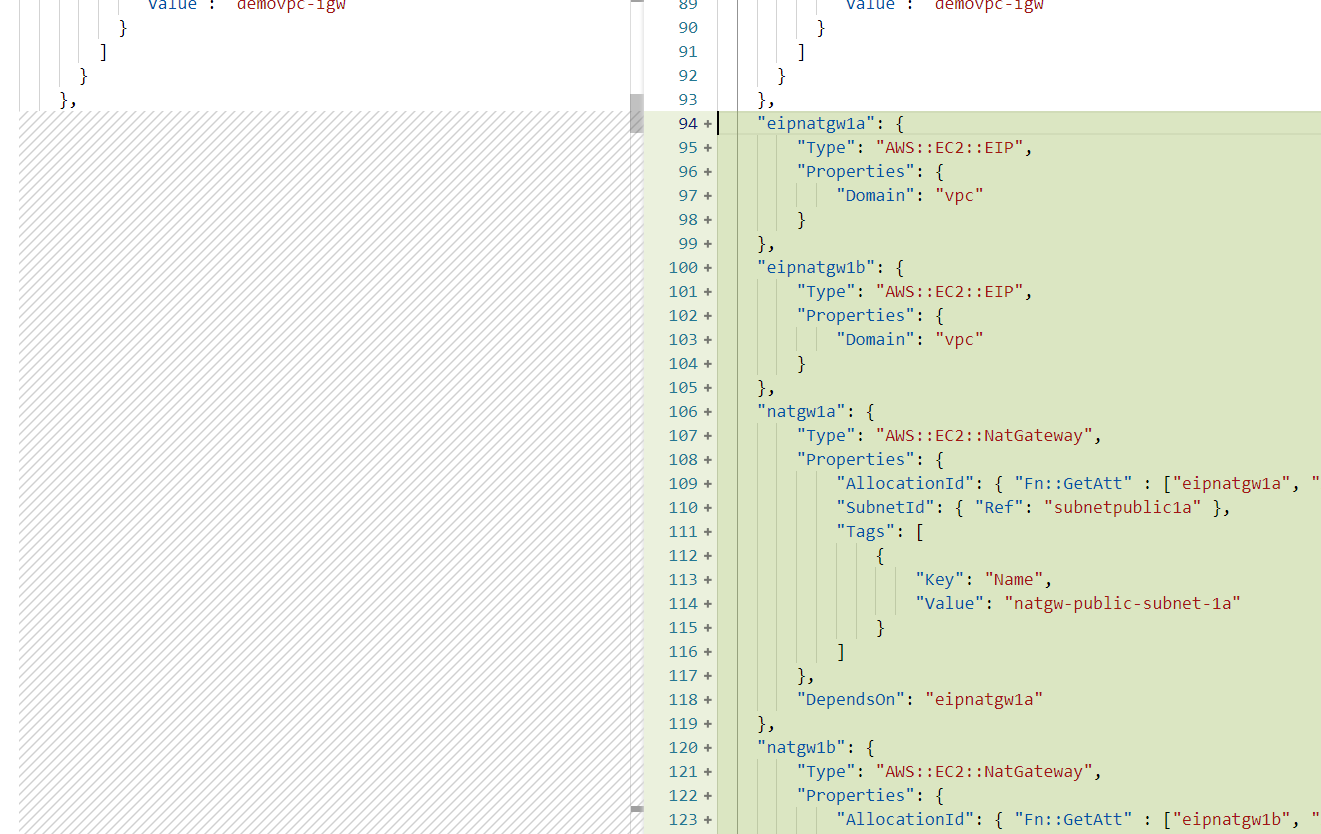 Value : demovpc-igw
}
]
}
},
89 Value : demovpc-igw
90 }
91 ]
92 }
93 },
94 + "eipnatgw1a": {
95 + "Type": "AWS::EC2::EIP",
96 + "Properties": {
97 + "Domain": "vpc"
98 + }
99 + },
100 + "eipnatgw1b": {
101 + "Type": "AWS::EC2::EIP",
102 + "Properties": {
103 + "Domain": "vpc"
104 + }
105 + },
106 + "natgw1a": {
107 + "Type": "AWS::EC2::NatGateway",
108 + "Properties": {
109 + "AllocationId": { "Fn::GetAtt" : ["eipnatgw1a", "
110 + "SubnetId": { "Ref": "subnetpublic1a" },
111 + "Tags": [
112 + {
113 + "Key": "Name",
114 + "Value": "natgw-public-subnet-1a"
115 + }
116 + ]
117 + },
118 + "DependsOn": "eipnatgw1a"
119 + },
120 + "natgw1b": {
121 + "Type": "AWS::EC2::NatGateway",
122 + "Properties": {
123 + "AllocationId": { "Fn::GetAtt" : ["eipnatgw1b", "